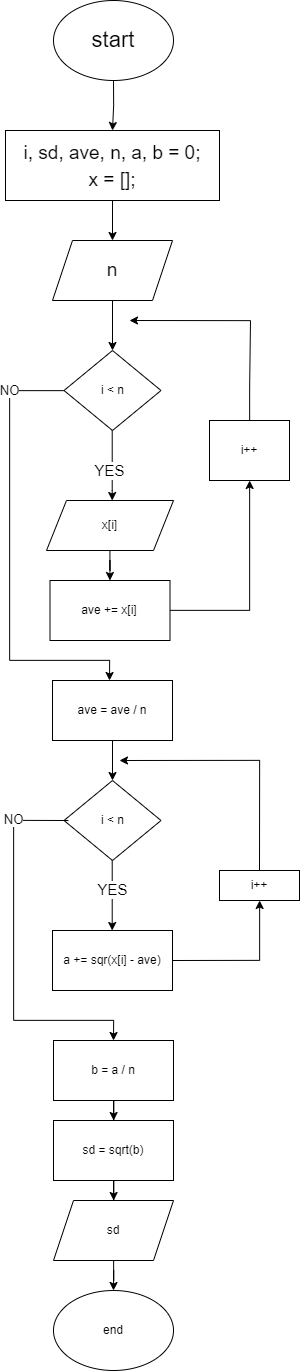 start
i, sd, ave, n, a, b = 0;
x = [];
n
i < n
NO
i++
YES
x[i]
ave += x[i]
ave = ave / n
i < n
NO
YES
i++
a += sqr(x[i] - ave)
b = a / n
sd = sqrt(b)
sd
end